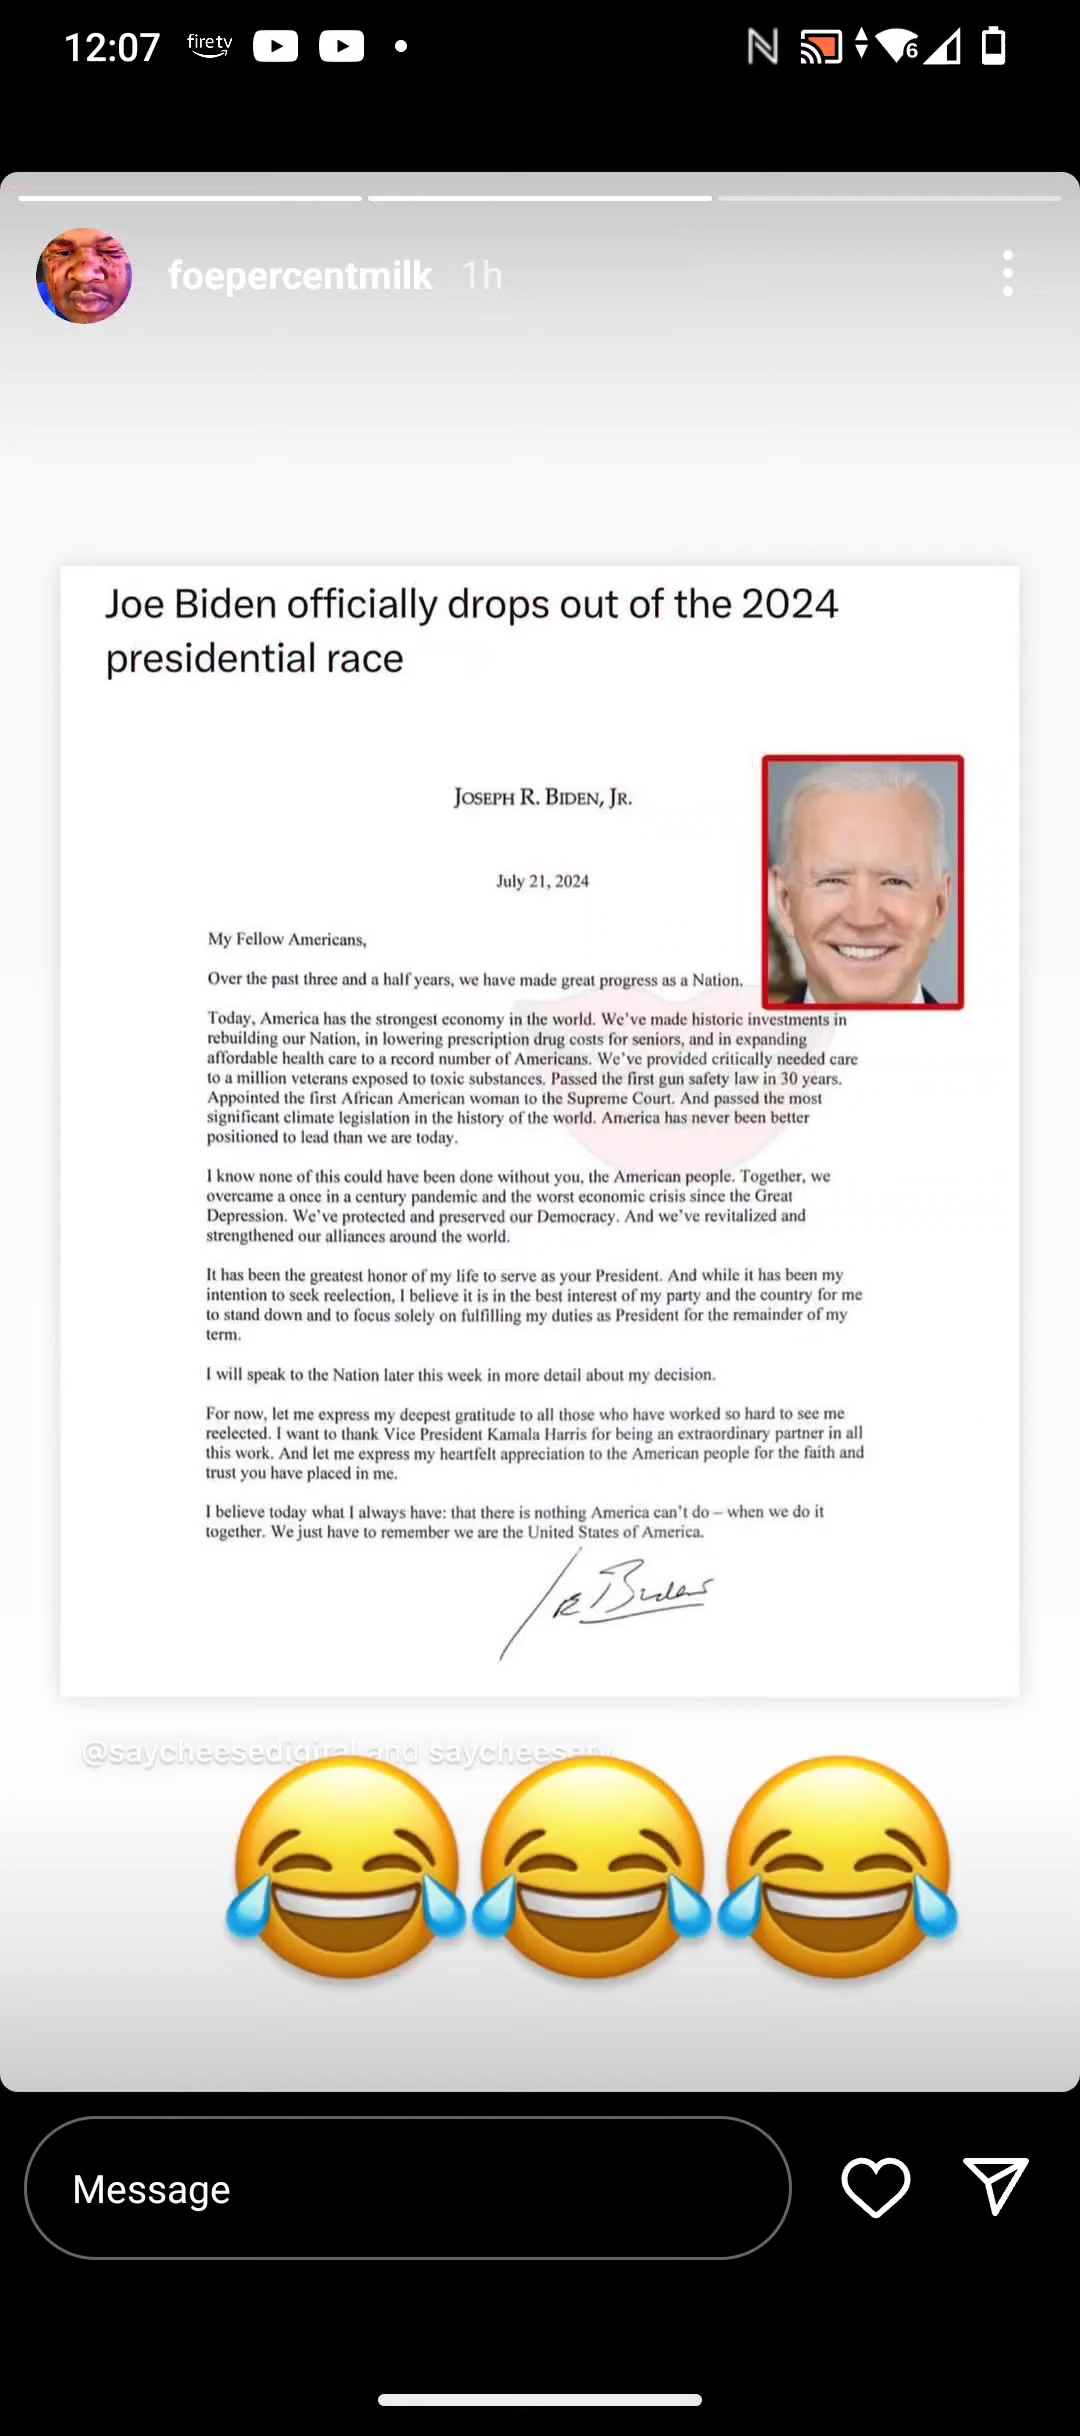 12:07 firetv 6
foepercentmilk 1h
Joe Biden officially drops out of the 2024
presidential race
JOSEPH R. BIDEN, JR.
July 21, 2024
My Fellow Americans,
Over the past three and a half years, we have made great progress as a Nation.
Today, America has the strongest economy in the world. We've made historic investments in
rebuilding our Nation, in lowering prescription drug costs for seniors, and in expanding
affordable health care to a record number of Americans. We've provided critically needed care
to a million veterans exposed to toxic substances. Passed the first gun safety law in 30 years.
Appointed the first African American woman to the Supreme Court. And passed the most
significant climate legislation in the history of the world. America has never been better
positioned to lead than we are today.
I know none of this could have been done without you, the American people. Together, we
overcame a once in a century pandemic and the worst economic crisis since the Great
Depression. We've protected and preserved our Democracy. And we've revitalized and
strengthened our alliances around the world.
It has been the greatest honor of my life to serve as your President. And while it has been my
intention to seek reelection, I believe it is in the best interest of my party and the country for me
to stand down and to focus solely on fulfilling my duties as President for the remainder of my
term.
I will speak to the Nation later this week in more detail about my decision.
For now, let me express my deepest gratitude to all those who have worked so hard to see me
reelected. I want to thank Vice President Kamala Harris for being an extraordinary partner in all
this work. And let me express my heartfelt appreciation to the American people for the faith and
trust you have placed in me.
I believe today what I always have: that there is nothing America can't do – when we do it
together. We just have to remember we are the United States of America.
Joe Biden
@saycheesedigital and saycheesetv
Message